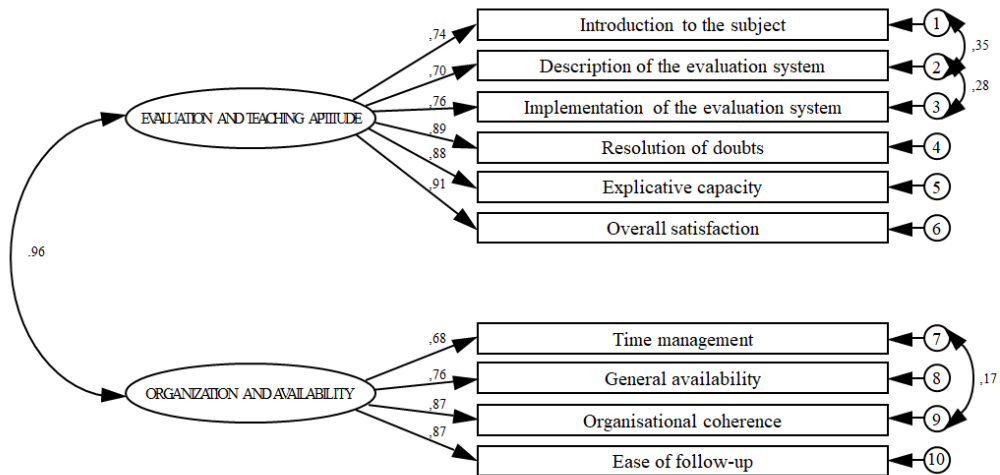 ,74
Introduction to the subject
1
,35
,70
Description of the evaluation system
2
,28
EVALUATION AND TEACHING APTITUDE
,76
Implementation of the evaluation system
3
,89
Resolution of doubts
4
,88
Explicative capacity
5
,91
Overall satisfaction
6
.96
,68
Time management
7
ORGANIZATION AND AVAILABILITY
,76
General availability
8
,17
,87
Organisational coherence
9
,87
Ease of follow-up
10